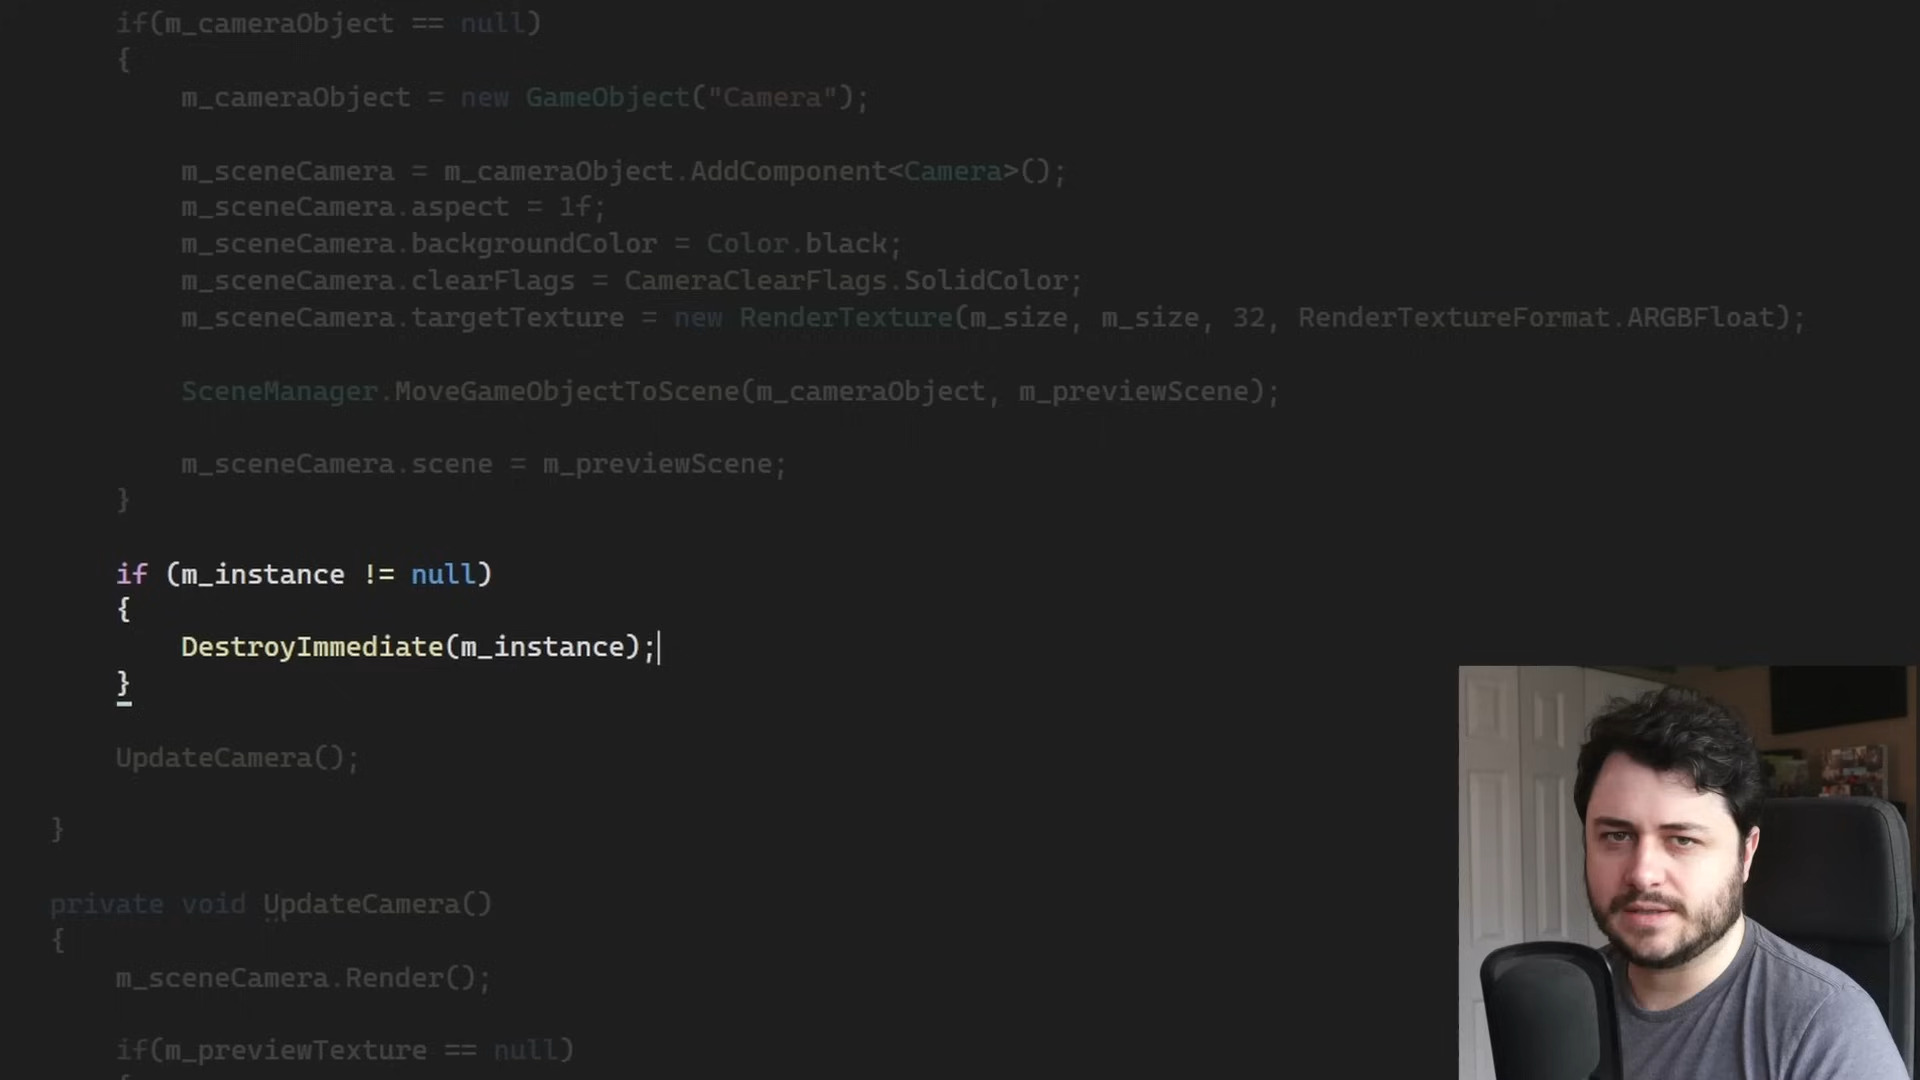 if(m_cameraObject == null)
{
m_cameraObject = new GameObject("Camera");
m_sceneCamera = m_cameraObject.AddComponent<Camera>();
m_sceneCamera.aspect = 1f;
m_sceneCamera.backgroundColor = Color.black;
m_sceneCamera.clearFlags = CameraClearFlags.SolidColor;
m_sceneCamera.targetTexture = new RenderTexture(m_size, m_size, 32, RenderTextureFormat.ARGBFloat);
SceneManager.MoveGameObjectToScene(m_cameraObject, m_previewScene);
m_sceneCamera.scene = m_previewScene;
}
if (m_instance != null)
{
DestroyImmediate(m_instance);
}
UpdateCamera();
}
private void UpdateCamera()
{
m_sceneCamera.Render();
if(m_previewTexture == null)